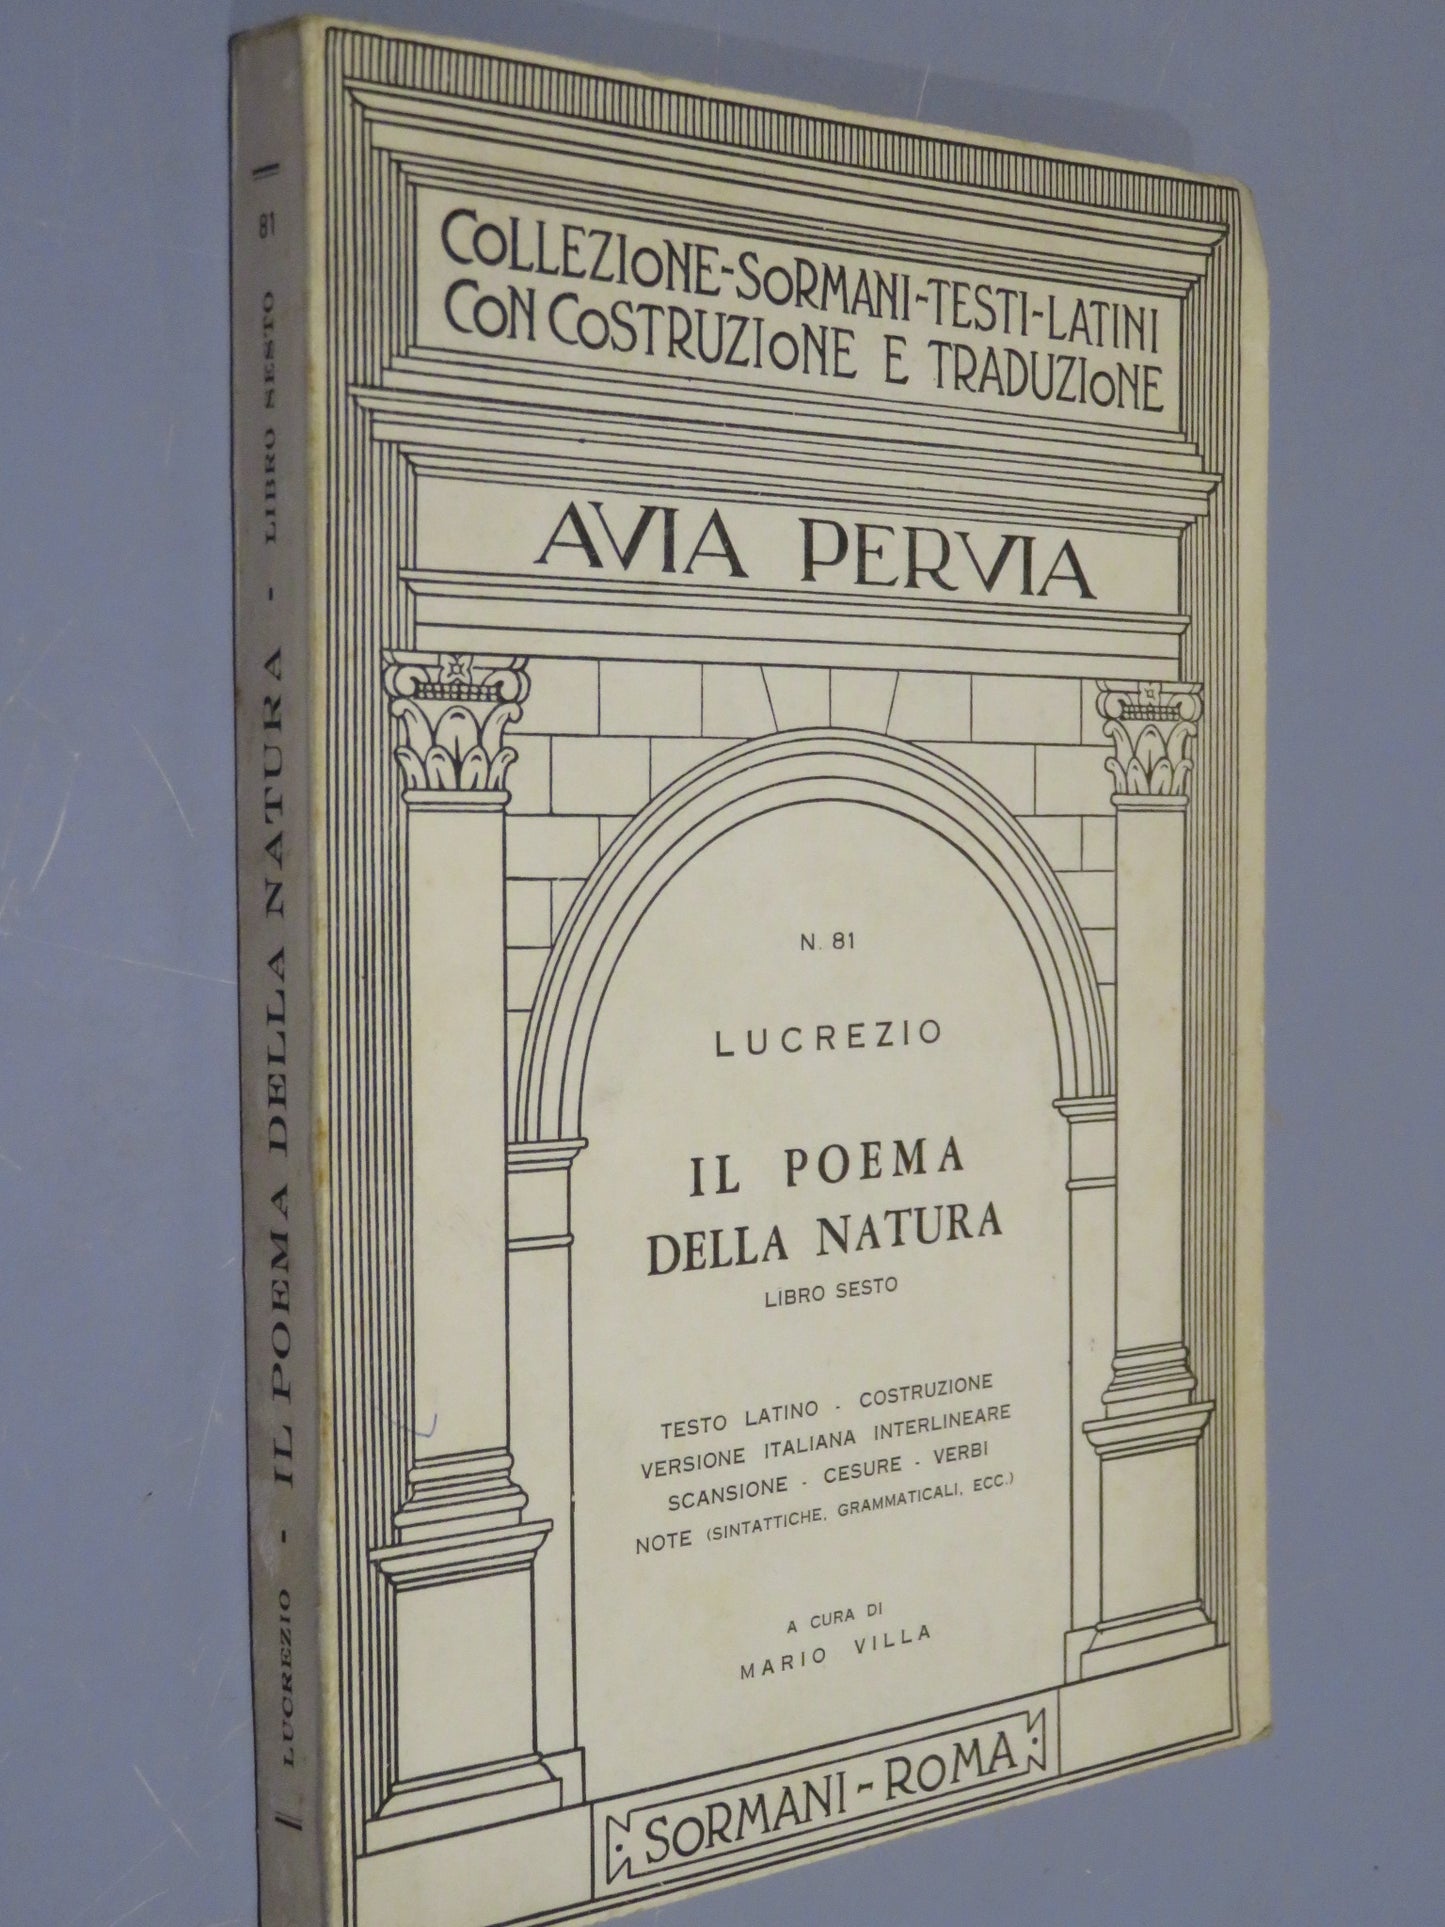 COLLEZIONE-SORMANI-TESTI-LATINI
CON COSTRUZIONE E TRADUZIONE
AVIA PERVIA
N. 81
LUCREZIO
IL POEMA
DELLA NATURA
LIBRO SESTO
TESTO LATINO - COSTRUZIONE
VERSIONE ITALIANA INTERLINEARE
SCANSIONE - CESURE - VERBI
NOTE (SINTATTICHE, GRAMMATICALI, ECC.)
A CURA DI
MARIO VILLA
SORMANI-ROMA
LUCREZIO - IL POEMA DELLA NATURA - LIBRO SESTO 81